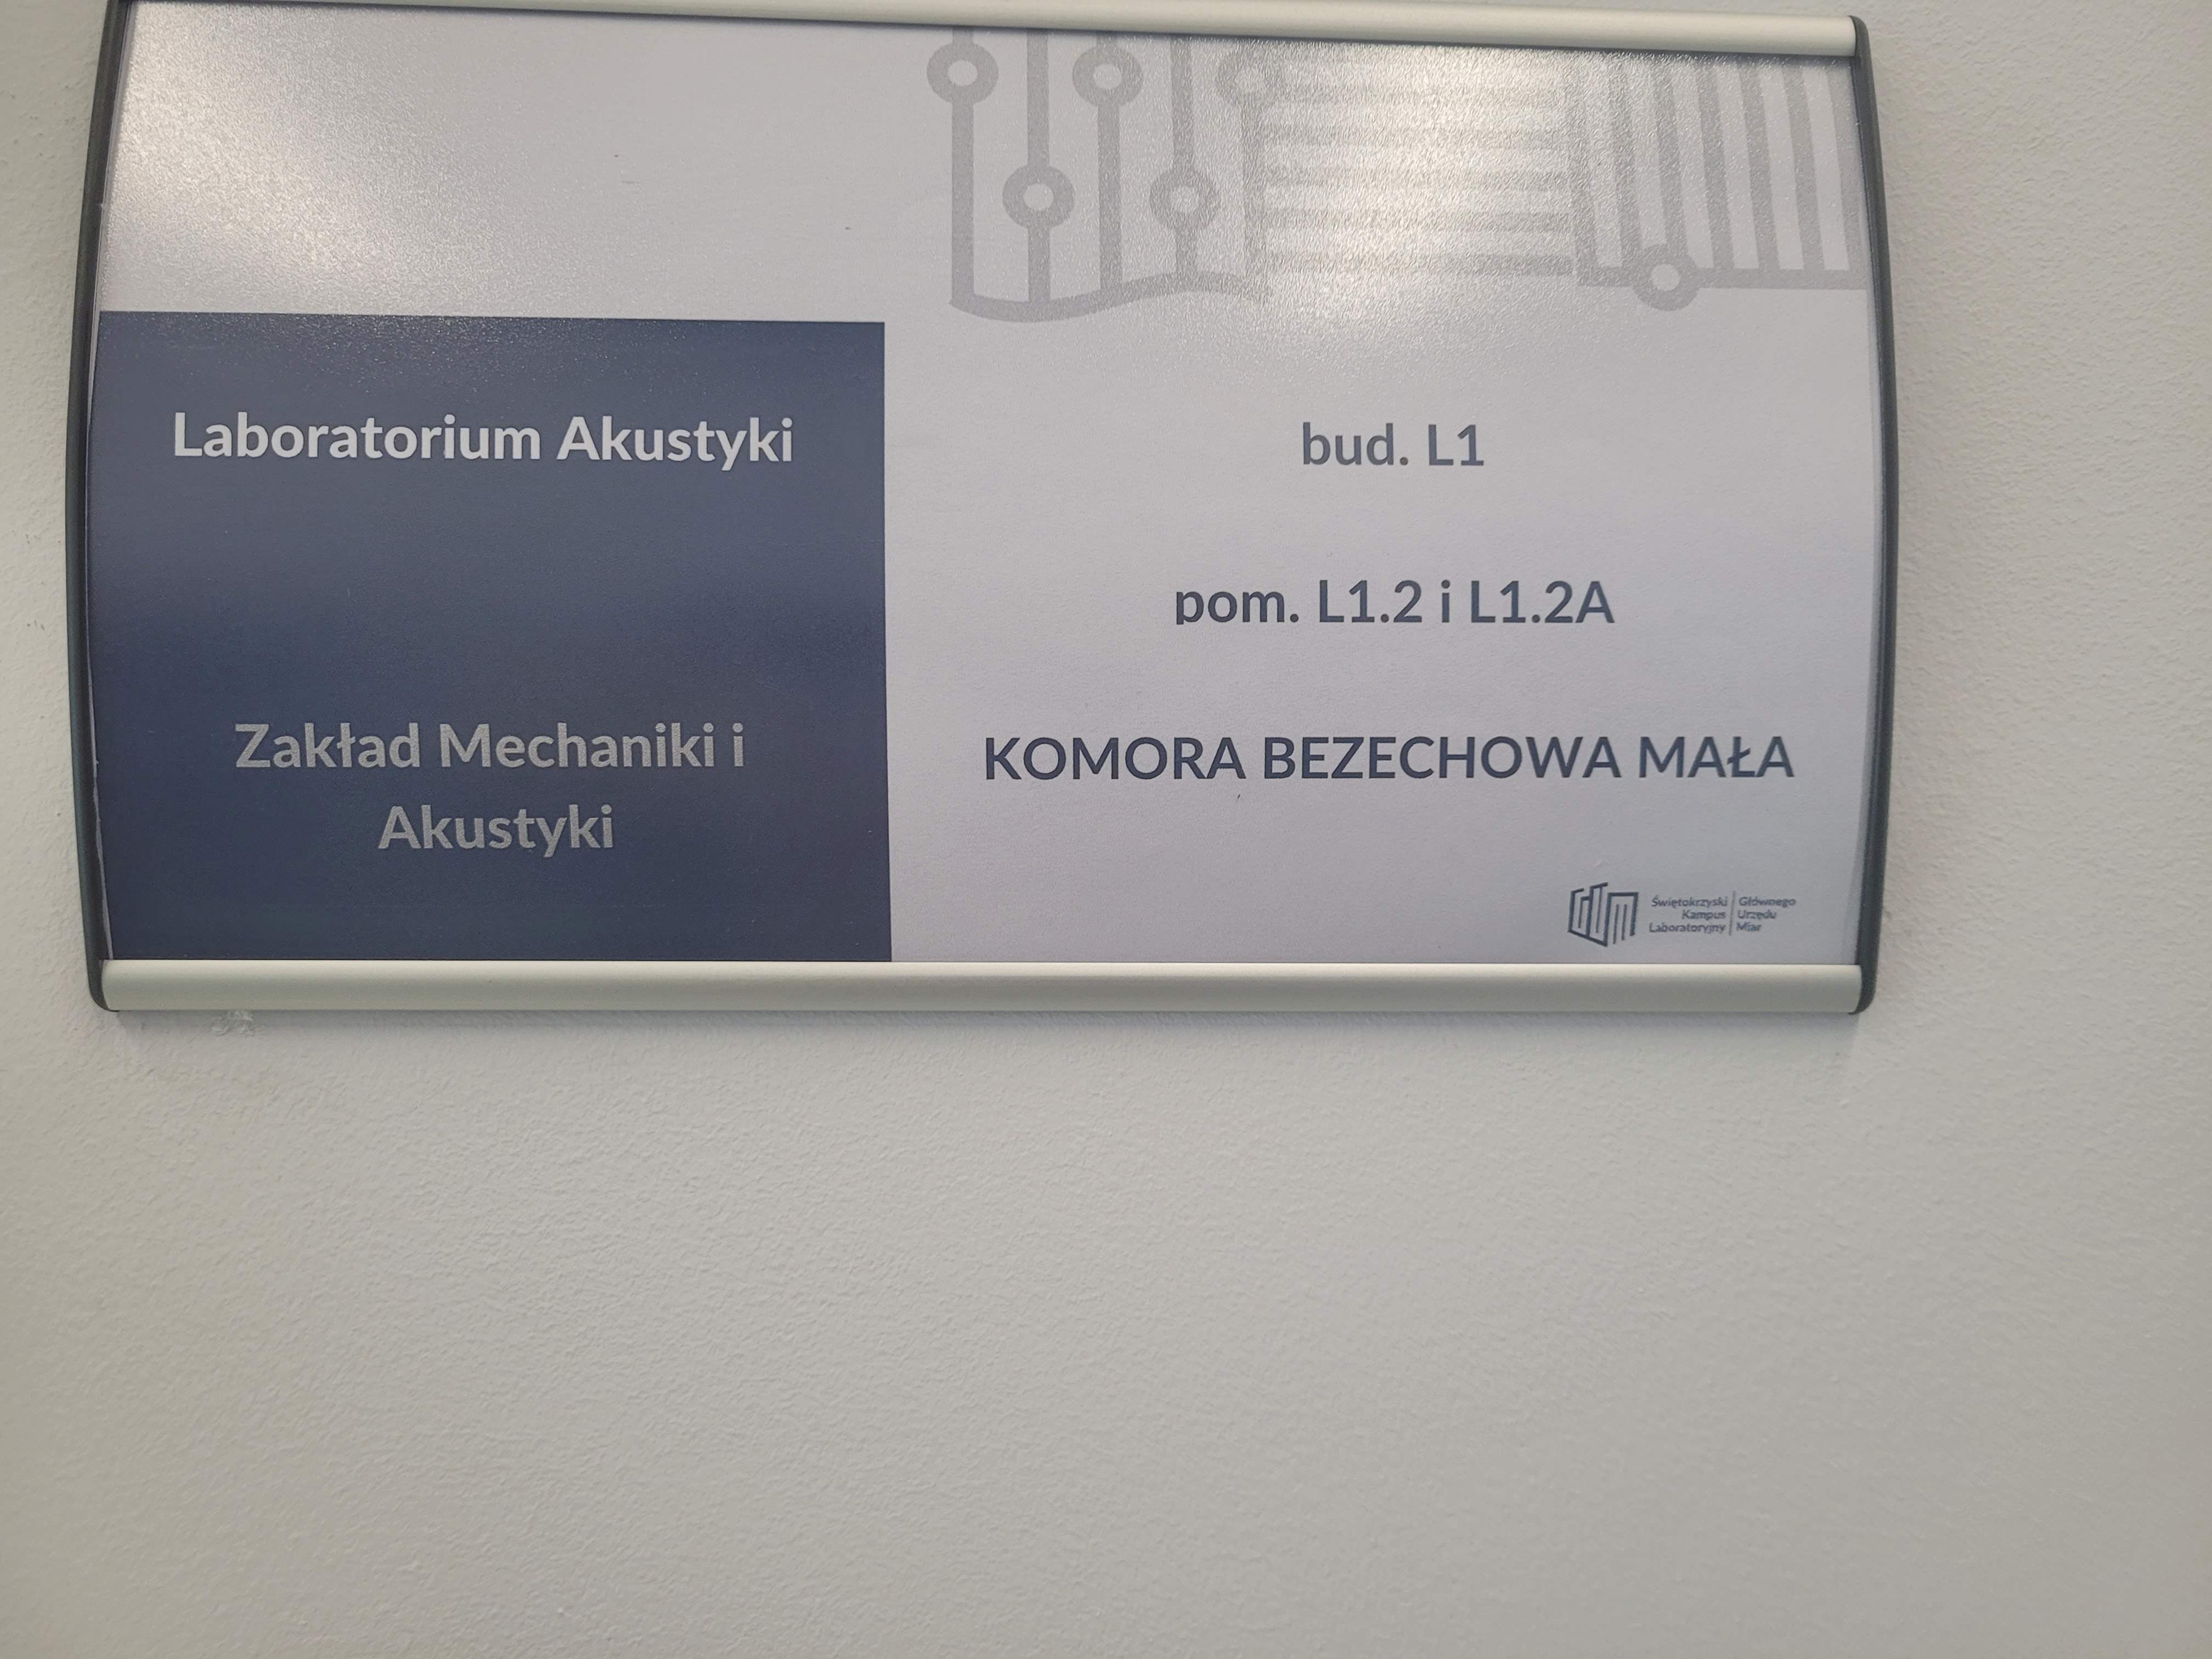 Laboratorium Akustyki
Zakład Mechaniki i
Akustyki
bud. L1
pom. L1.2 i L1.2A
KOMORA BEZECHOWA MAŁA
Świętokrzyski
Kampus
Laboratoryjny
Głównego
Urzędu
Miar